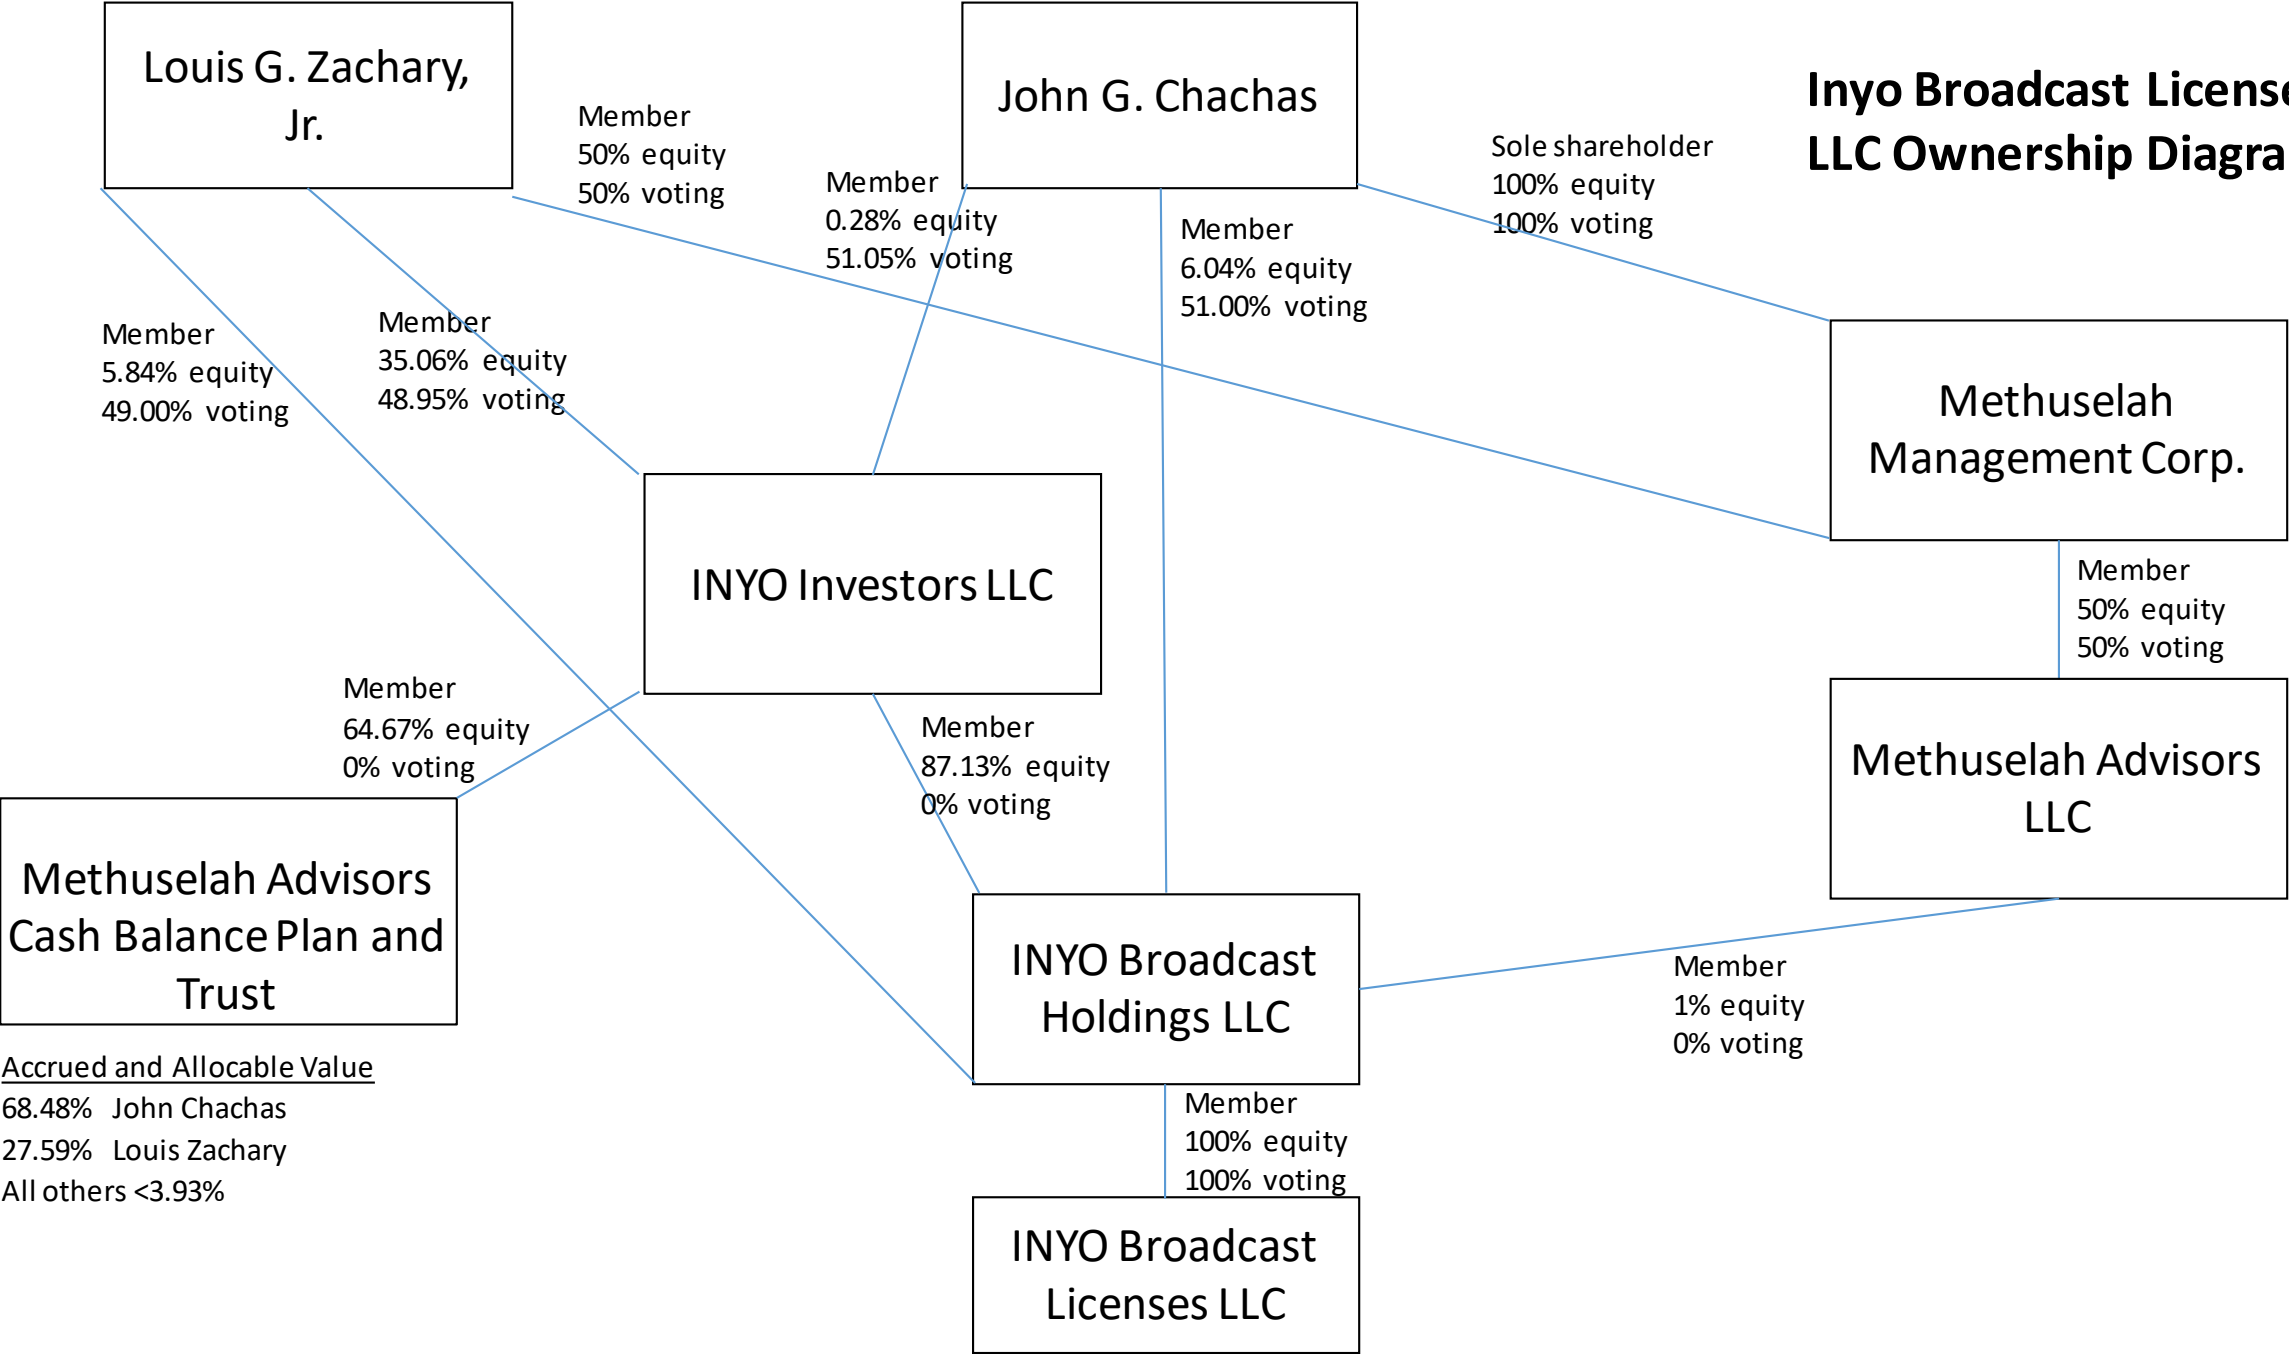 Louis G. Zachary,
Jr.
John G. Chachas
Inyo Broadcast License
LLC Ownership Diagra
Member
50% equity
50% voting
Member
0.28% equity
51.05% voting
Member
6.04% equity
51.00% voting
Sole shareholder
100% equity
100% voting
Member
5.84% equity
49.00% voting
Member
35.06% equity
48.95% voting
Methuselah
Management Corp.
INYO Investors LLC
Member
50% equity
50% voting
Member
64.67% equity
0% voting
Member
87.13% equity
0% voting
Methuselah Advisors
LLC
Methuselah Advisors
Cash Balance Plan and
Trust
INYO Broadcast
Holdings LLC
Member
1% equity
0% voting
Accrued and Allocable Value
68.48% John Chachas
27.59% Louis Zachary
All others <3.93%
Member
100% equity
100% voting
INYO Broadcast
Licenses LLC